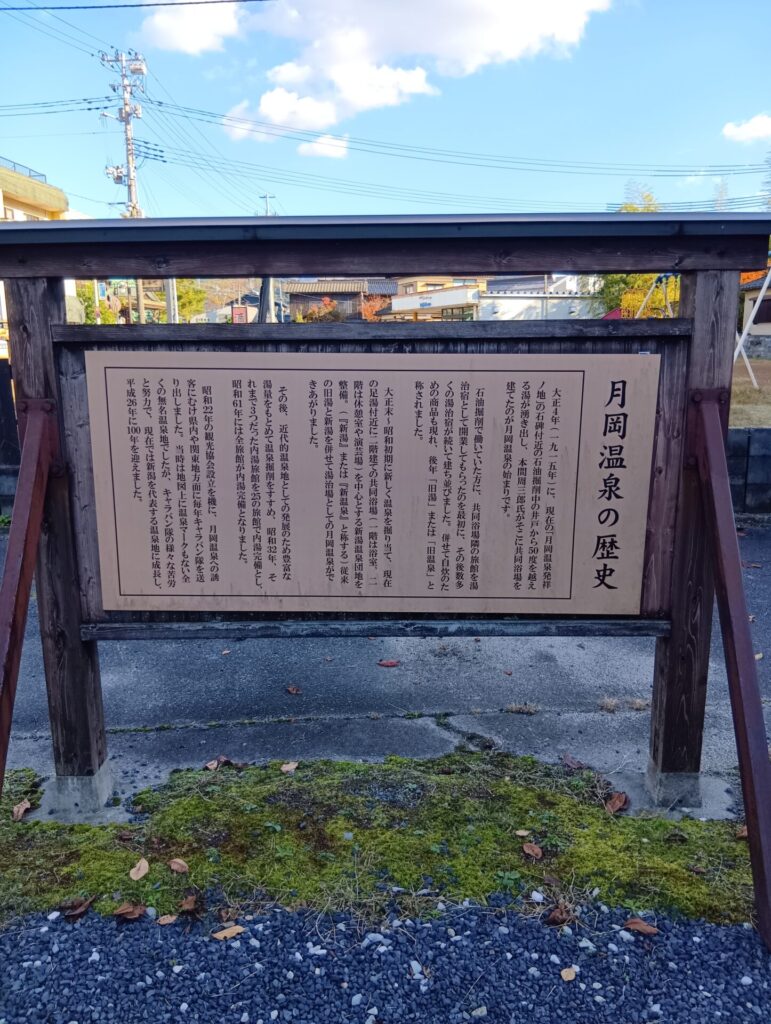 月岡温泉の歴史
大正4年（一九一五年）に、現在の「月岡温泉発祥
ノ地」の石碑付近の石油掘削中の井戸から50度を越え
る湯が湧き出し、本間周三郎氏がそこに共同浴場を
建てたのが月岡温泉の始まりです。
石油掘削で働いていた方に、共同浴場隣の旅館を湯
治宿として開業してもらったのを最初に、その後数多
くの湯治宿が続いて建ち並びました。併せて自炊のた
めの商品も現れ、後年「旧湯」または「旧温泉」と
称されました。
大正末～昭和初期に新しく温泉を掘り当て、現在
の足湯付近に二階建ての共同浴場（一階は浴室、二
階は休憩室や演芸場）を中心とする新湯温泉団地を
整備。（『新湯』または『新温泉』と称する）従来
の旧湯と新湯を併せて湯治場としての月岡温泉がで
きあがりました。
その後、近代的温泉地としての発展のため豊富な
湯量をもとめて温泉掘削をすすめ、昭和32年、そ
れまで3つだった内湯旅館を25の旅館で内湯完備とし、
昭和61年には全旅館が内湯完備となりました。
昭和22年の観光協会設立を機に、月岡温泉への誘
客にむけ県内や関東地方面に毎年キャラバン隊を送
り出しました。当時は地図上に温泉マークもない全
くの無名温泉地でしたが、キャラバン隊の様々な苦労
と努力で、現在では新潟を代表する温泉地に成長し、
平成26年に100年を迎えました。